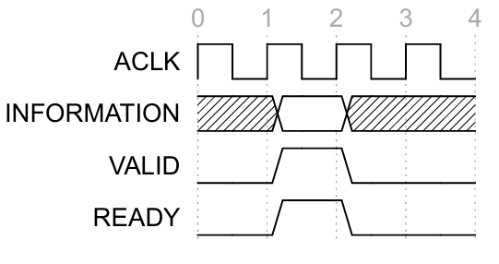 0 1 2 3 4
ACLK
INFORMATION
VALID
READY